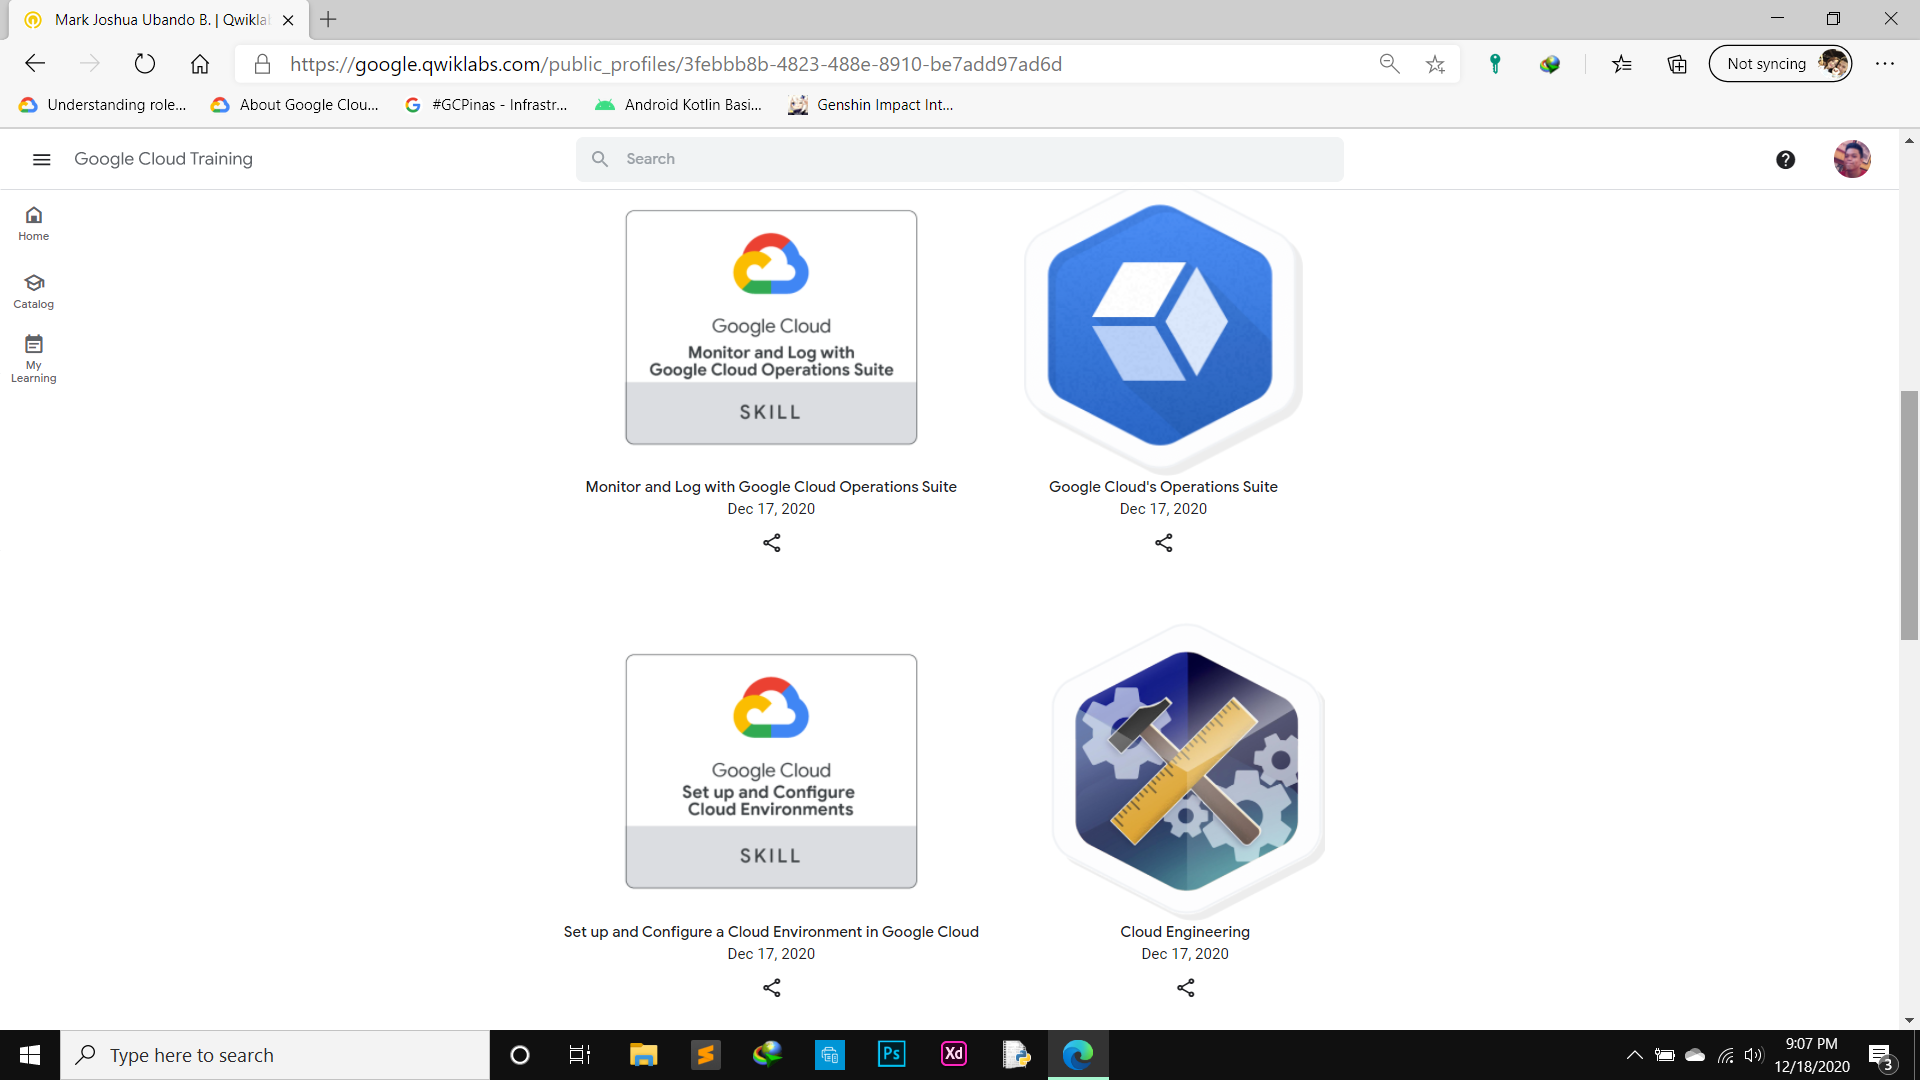 Mark Joshua Ubando B. | Qwikla
https://google.qwiklabs.com/public_profiles/3febbb8b-4823-488e-8910-be7add97ad6d
Not syncing
Understanding role...
About Google Clou...
#GCPinas - Infrastr...
Android Kotlin Basi...
Genshin Impact Int...
Google Cloud Training
Search
Home
Catalog
My
Learning
Google Cloud
Monitor and Log with
Google Cloud Operations Suite
SKILL
Monitor and Log with Google Cloud Operations Suite
Dec 17, 2020
Google Cloud's Operations Suite
Dec 17, 2020
Google Cloud
Set up and Configure
Cloud Environments
SKILL
Set up and Configure a Cloud Environment in Google Cloud
Dec 17, 2020
Cloud Engineering
Dec 17, 2020
Type here to search
Ps
Xd
9:07 PM
12/18/2020
3